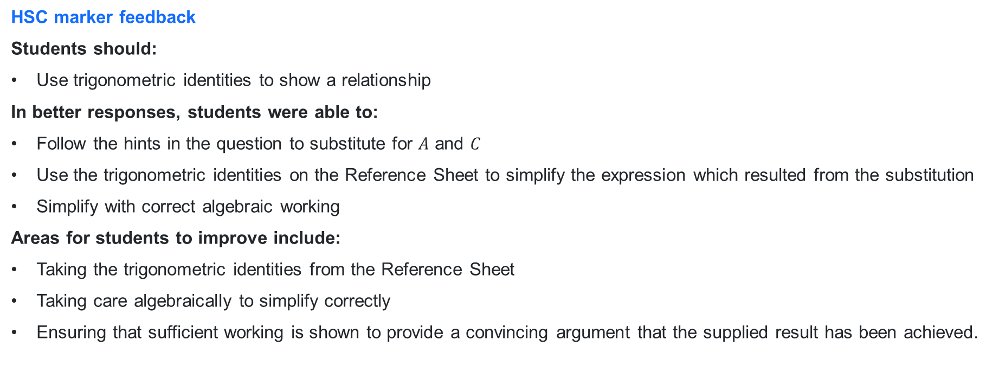 HSC marker feedback
Students should:
• Use trigonometric identities to show a relationship
In better responses, students were able to:
• Follow the hints in the question to substitute for A and C
• Use the trigonometric identities on the Reference Sheet to simplify the expression which resulted from the substitution
• Simplify with correct algebraic working
Areas for students to improve include:
• Taking the trigonometric identities from the Reference Sheet
• Taking care algebraically to simplify correctly
• Ensuring that sufficient working is shown to provide a convincing argument that the supplied result has been achieved.